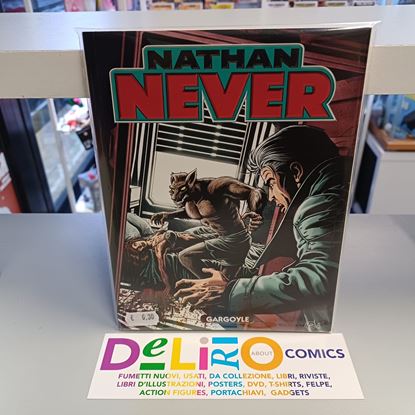 NATHAN
NEVER
€ 6,30
GARGOYLE
DeLiRiO ABOUT COMICS
FUMETTI NUOVI, USATI, DA COLLEZIONE, LIBRI, RIVISTE,
LIBRI D'ILLUSTRAZIONI, POSTERS, DVD, T-SHIRTS, FELPE,
ACTION FIGURES, PORTACHIAVI, GADGETS